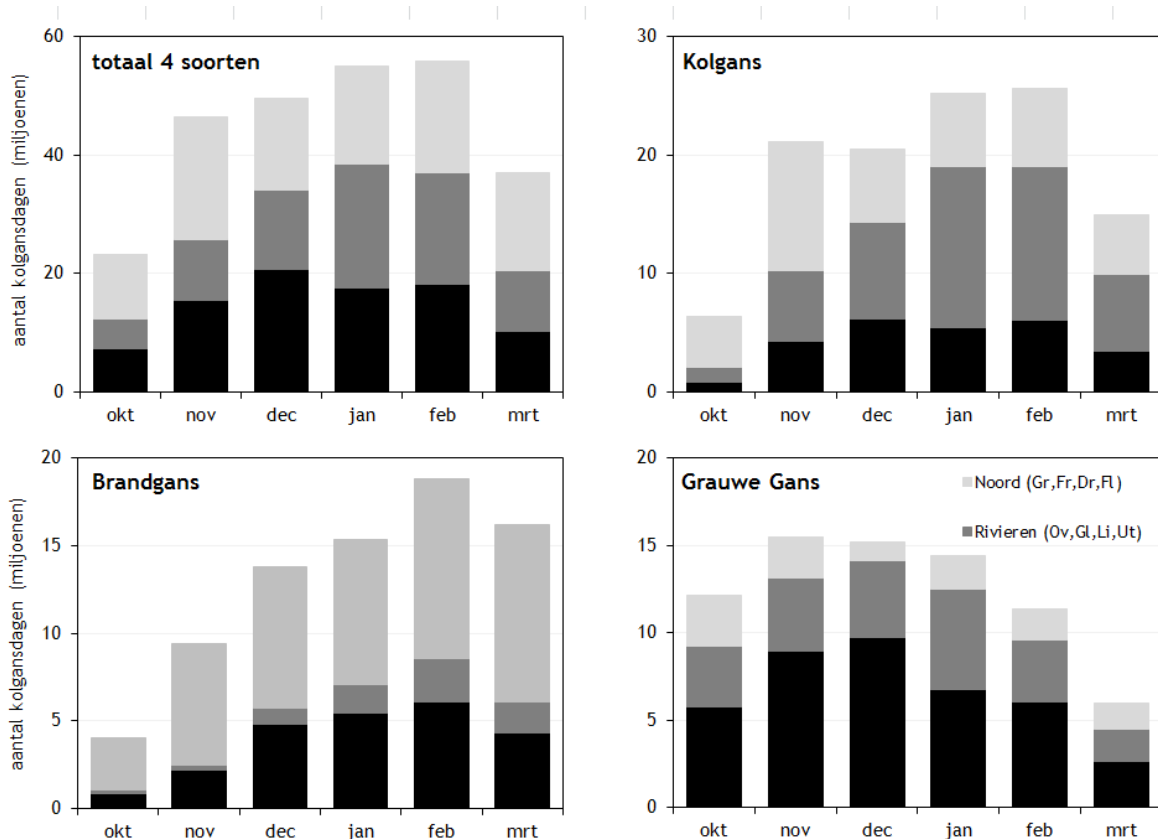 totaal 4 soorten
aantal kolgansdagen (miljoenen)
60
40
20
0
okt nov dec jan feb mrt
Kolgans
30
20
10
0
okt nov dec jan feb mrt
Brandgans
aantal kolgansdagen (miljoenen)
20
15
10
5
0
okt nov dec jan feb mrt
Grauwe Gans
20
15
10
5
0
Noord (Gr,Fr,Dr,Fl)
Rivieren (Ov,Gl,Li,Ut)
okt nov dec jan feb mrt